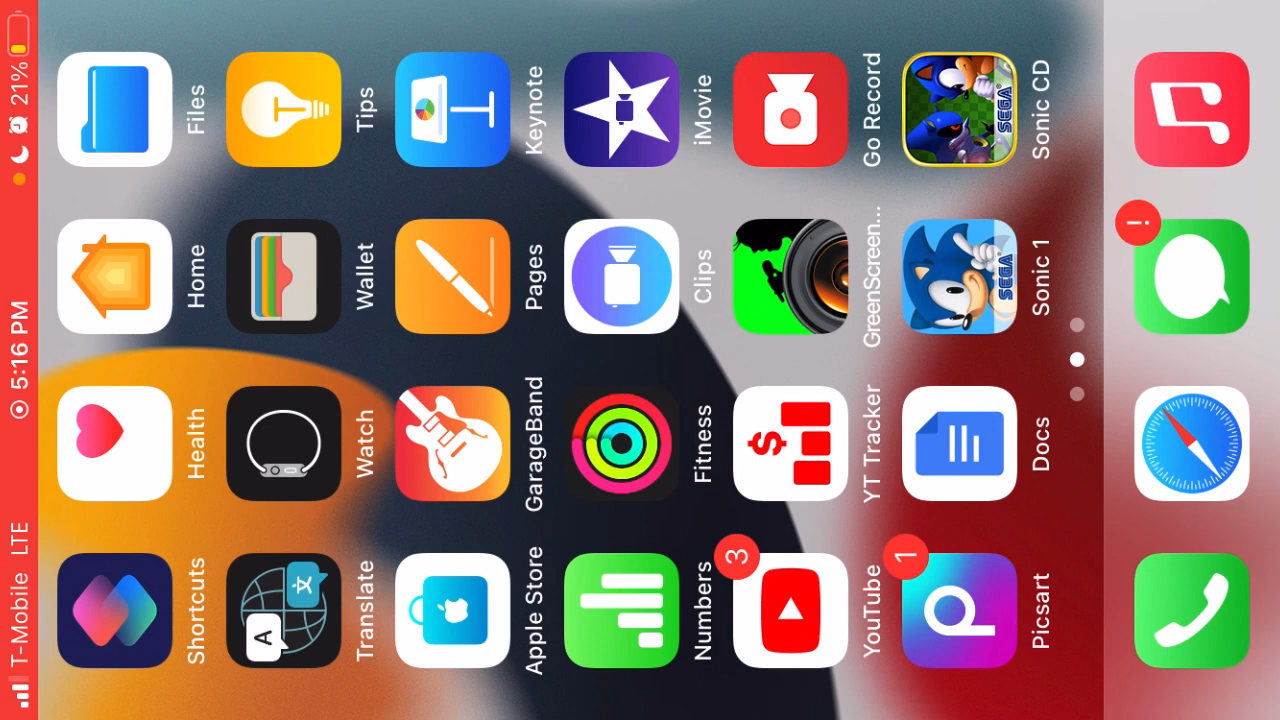 T-Mobile LTE 5:16 PM 21%
Shortcuts Health Home Files
A 文
Translate Watch Wallet Tips
Apple Store GarageBand Pages Keynote
Numbers Fitness Clips iMovie
3 $
YouTube YT Tracker GreenScreen... Go Record
1 SEGA SEGA
Picsart Docs Sonic 1 Sonic CD
!